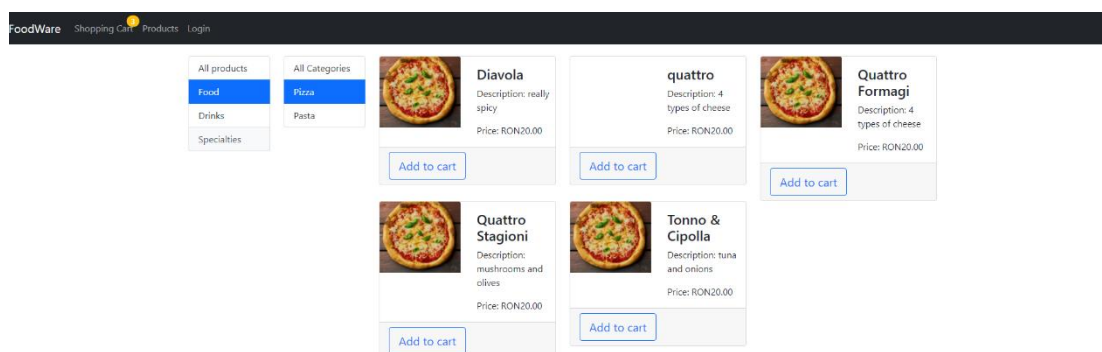 FoodWare Shopping Cart 3 Products Login
All products
Food
Drinks
Specialties
All Categories
Pizza
Pasta
Diavola
Description: really
spicy
Price: RON20.00
Add to cart
quattro
Description: 4
types of cheese
Price: RON20.00
Add to cart
Quattro
Formagi
Description: 4
types of cheese
Price: RON20.00
Add to cart
Quattro
Stagioni
Description:
mushrooms and
olives
Price: RON20.00
Add to cart
Tonno &
Cipolla
Description: tuna
and onions
Price: RON20.00
Add to cart